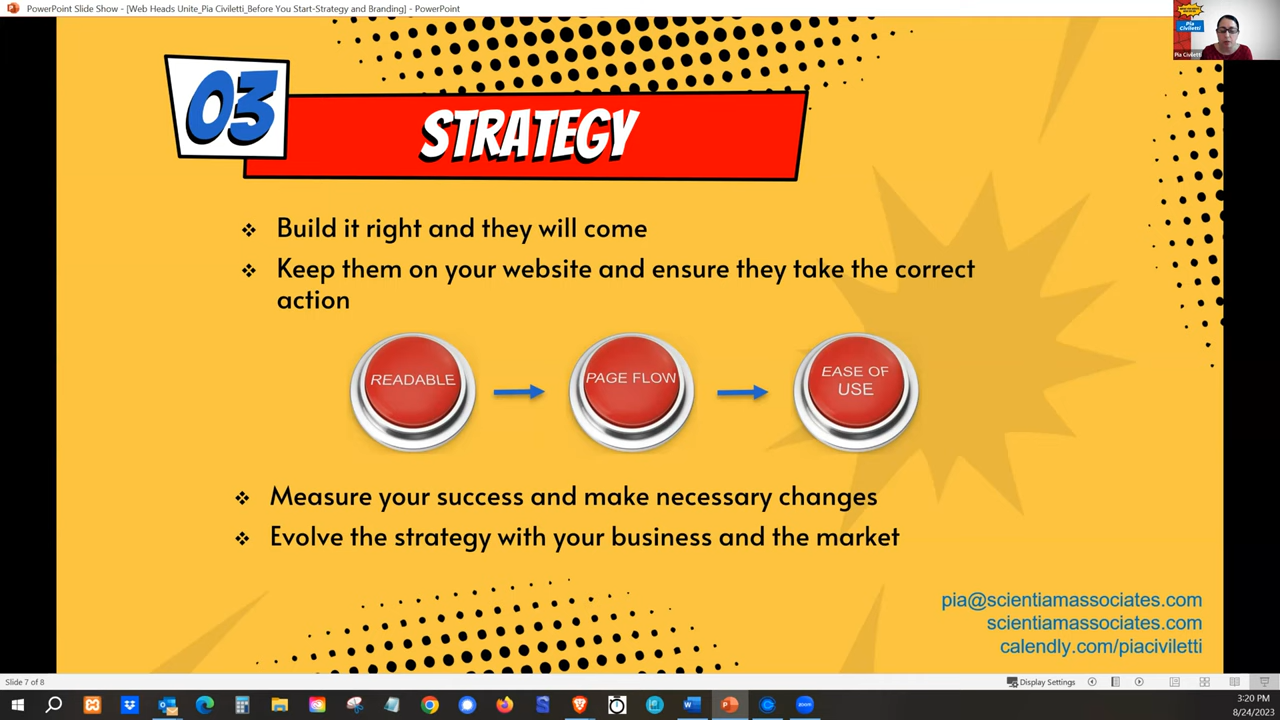 PowerPoint Slide Show - [Web Heads Unite_Pia Civiletti_Before You Start-Strategy and Branding] - PowerPoint
Pia
Civiletti
Pia Civiletti
03
STRATEGY
❖ Build it right and they will come
❖ Keep them on your website and ensure they take the correct
action
READABLE
PAGE FLOW
EASE OF
USE
❖ Measure your success and make necessary changes
❖ Evolve the strategy with your business and the market
pia@scientiamassociates.com
scientiamassociates.com
calendly.com/piaciviletti
Slide 7 of 8
Display Settings
zoom
3:20 PM
8/24/2023